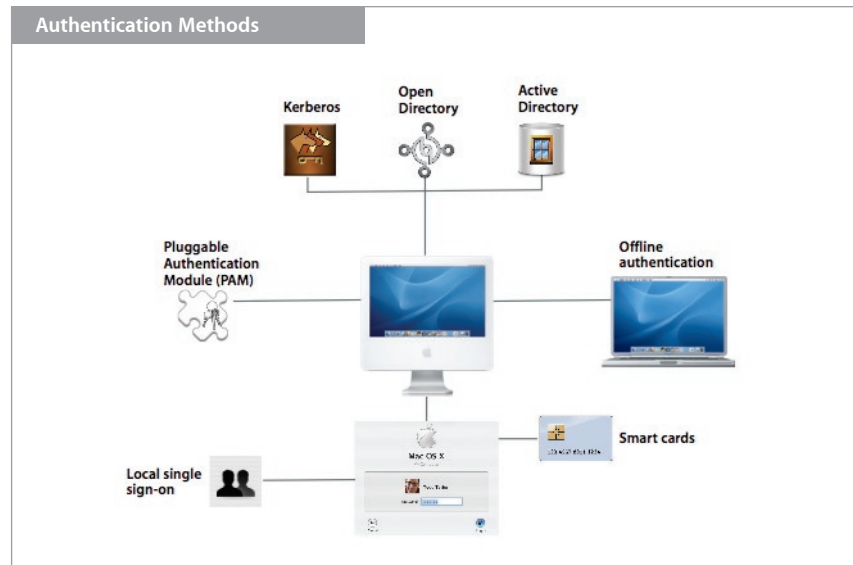 Authentication Methods
Kerberos
Open
Directory
Active
Directory
Pluggable
Authentication
Module (PAM)
Offline
authentication
Mac OS X
Smart cards
Local single
sign-on